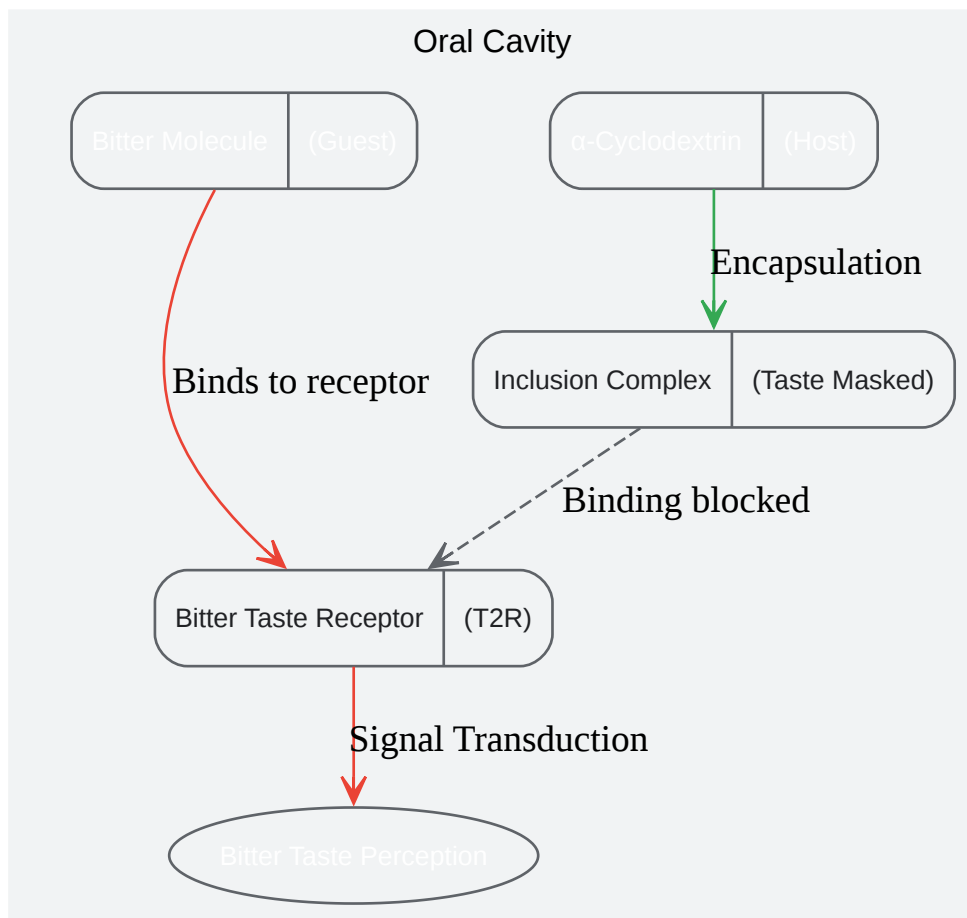 Oral Cavity
Bitter Molecule (Guest)
α-Cyclodextrin (Host)
Encapsulation
Binds to receptor
Inclusion Complex (Taste Masked)
Binding blocked
Bitter Taste Receptor (T2R)
Signal Transduction
Bitter Taste Perception